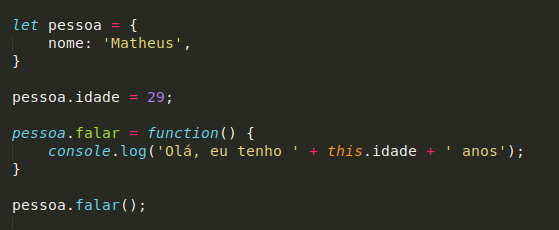 let pessoa = {
    nome: 'Matheus',
}
pessoa.idade = 29;
pessoa.falar = function() {
    console.log('Olá, eu tenho ' + this.idade + ' anos');
}
pessoa.falar();